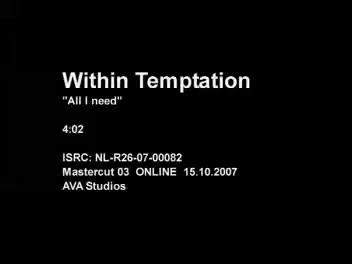 Within Temptation
"All I need"
4:02
ISRC: NL-R26-07-00082
Mastercut 03 ONLINE 15.10.2007
AVA Studios